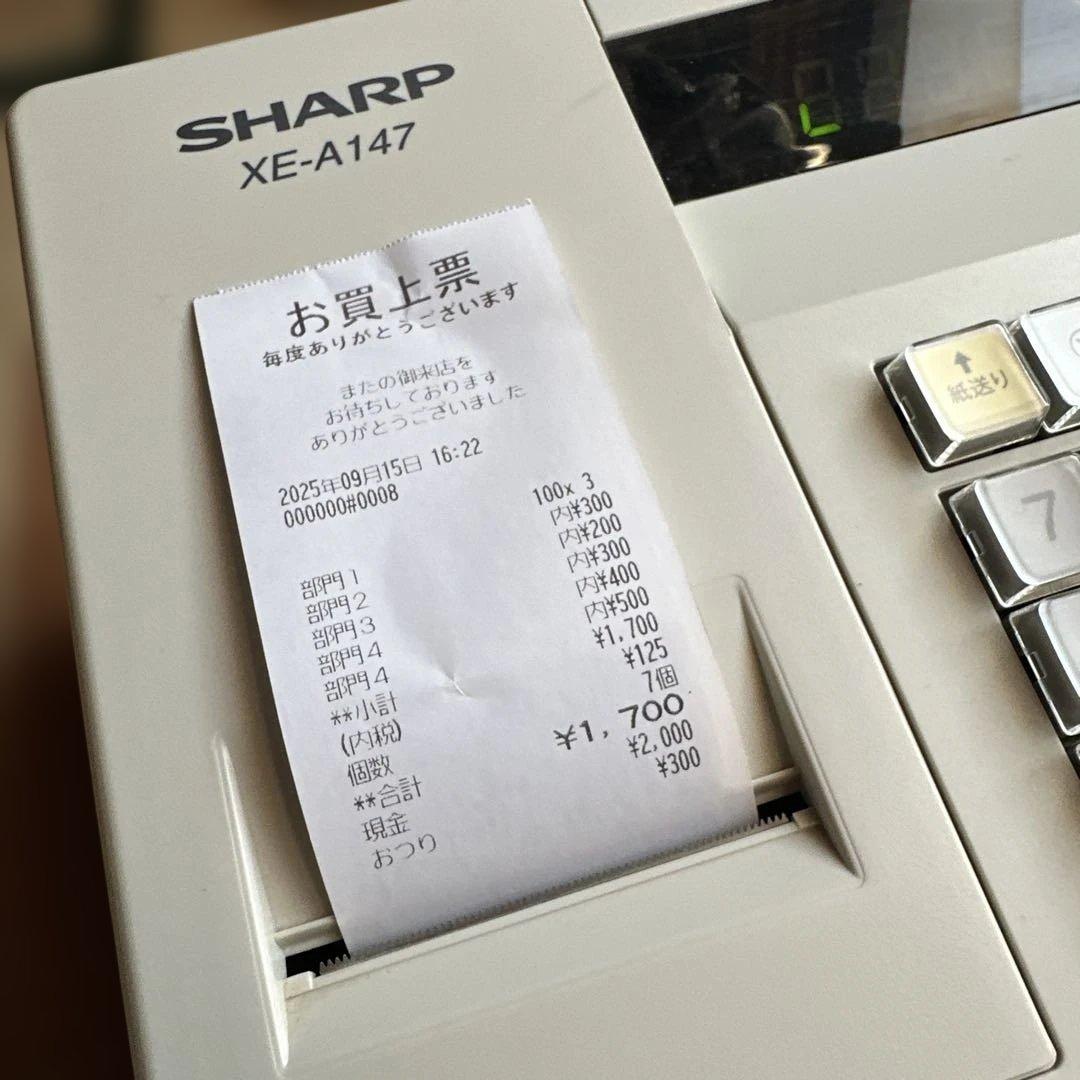 SHARP
XE-A147
お買上票
毎度ありがとうございます
またの御来店を
お待ちしております
ありがとうございました
2025年09月15日 16:22
000000#0008
100x 3
部門1 内¥300
部門2 内¥200
部門3 内¥300
部門4 内¥400
部門4 内¥500
**小計 ¥1,700
(内税) ¥125
個数 7個
**合計 ¥1,700
現金 ¥2,000
おつり ¥300
↑
紙送り
7